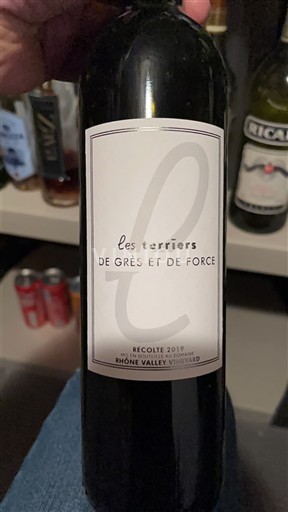 les terriers
DE GRÈS ET DE FORCE
RECOLTE 2019
MIS EN BOUTEILLE AU DOMAINE
RHÔNE VALLEY VINEYARD
RICARD